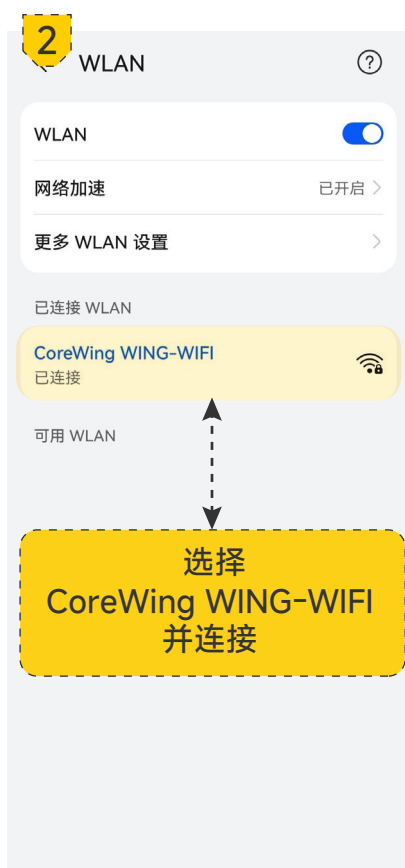 2
WLAN
WLAN
网络加速
已开启
更多 WLAN 设置
已连接 WLAN
CoreWing WING-WIFI
已连接
可用 WLAN
选择
CoreWing WING-WIFI
并连接